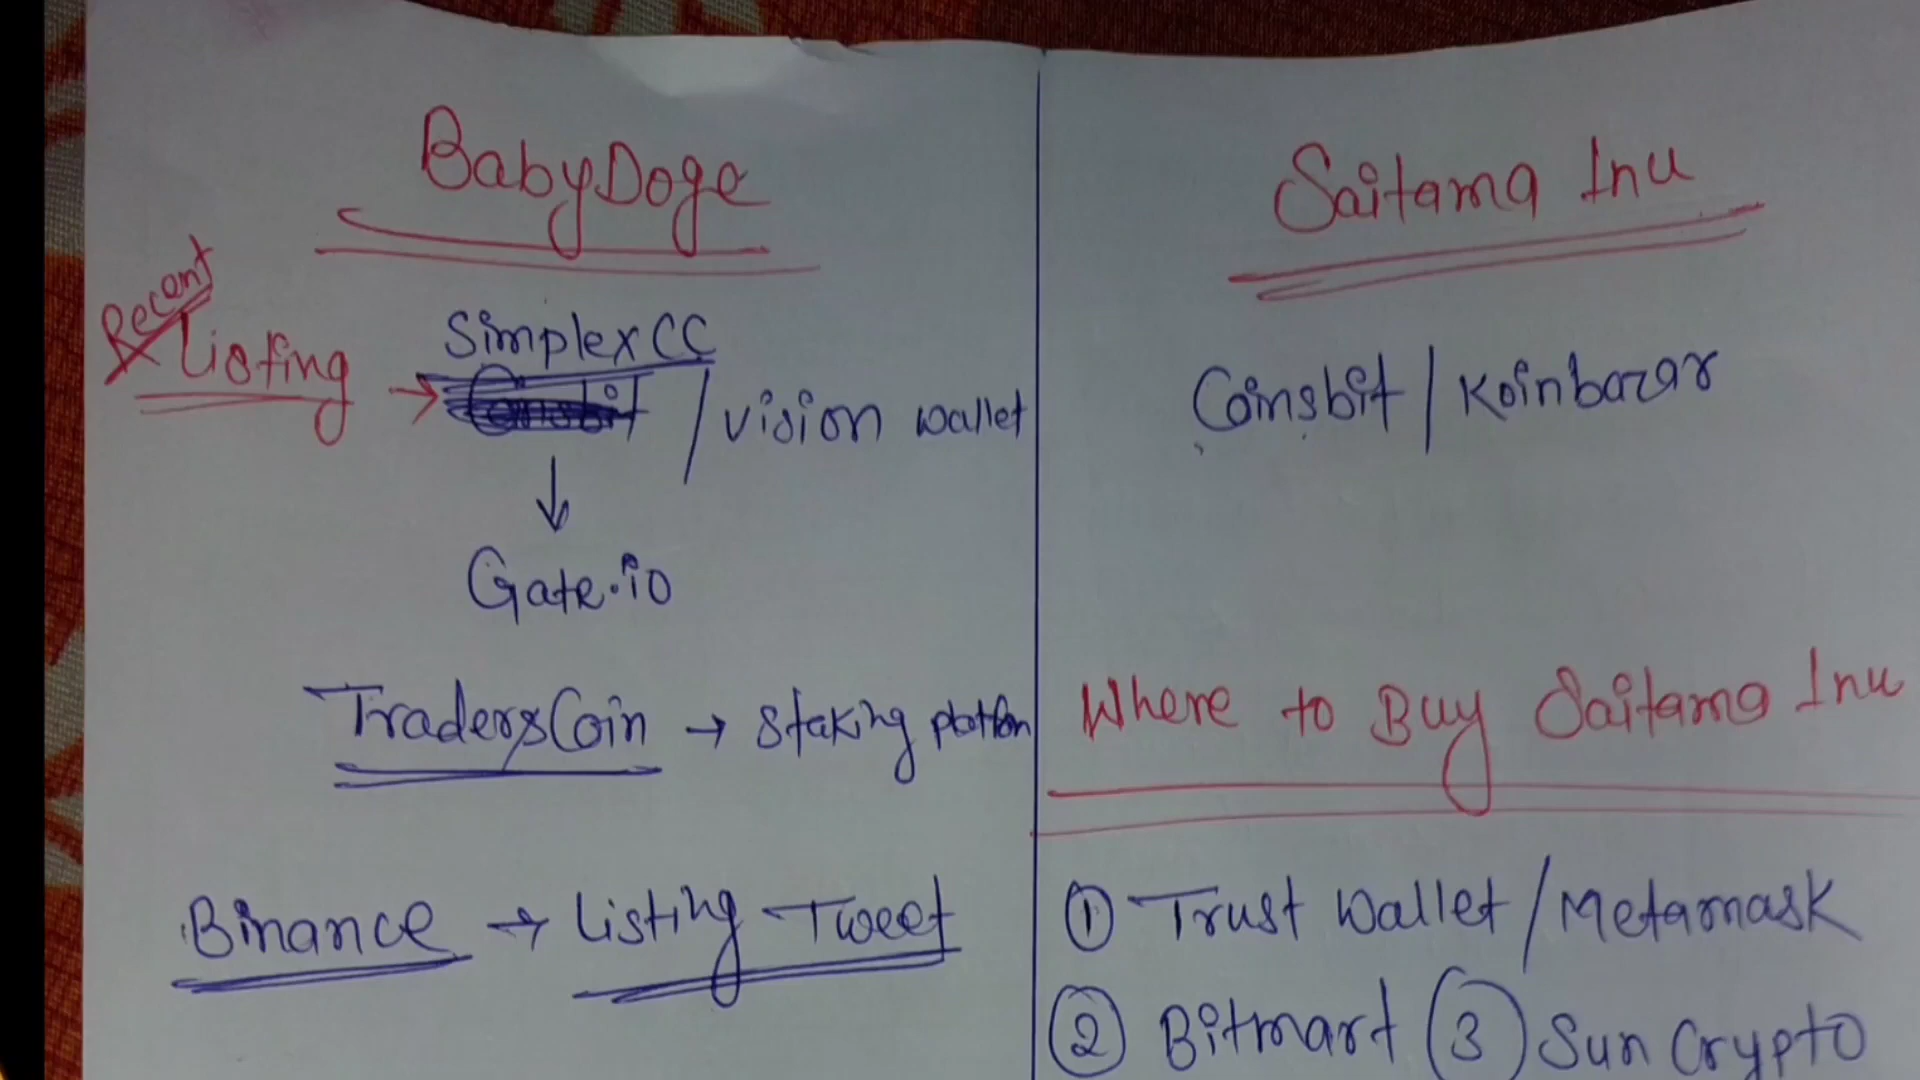 BabyDoge
Recent
Listing → SimplexCC / vision wallet
Gate.io
TradersCoin → staking
Binance → Listing Tweet
Saitama Inu
Coinsbit / Koinbazar
Where to Buy Saitama Inu
① Trust Wallet / Metamask
② Bitmart ③ Sun Crypto